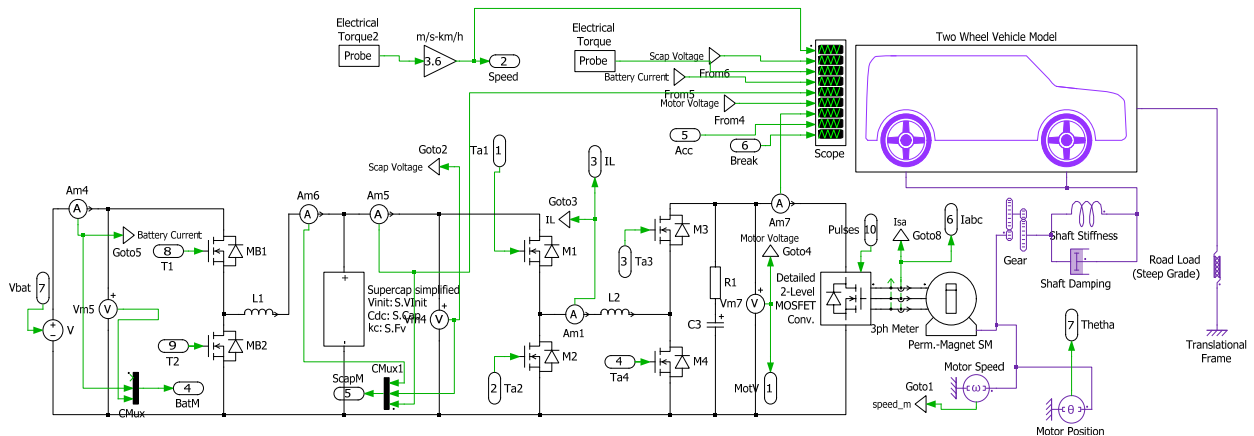 Electrical
Torque2
Probe
m/s-km/h
3.6
2
Speed
Electrical
Torque
Probe
Scap Voltage
From6
Battery Current
From5
Motor Voltage
From4
5
Acc
6
Break
Scope
Two Wheel Vehicle Model
Goto2
Scap Voltage
Ta1
1
3
IL
Goto3
IL
Am4
Battery Current
Goto5
8
T1
MB1
Am6
Am5
M1
M3
3
Ta3
Am7
Motor Voltage
Goto4
Pulses
10
Isa
Goto8
6
Iabc
Gear
Shaft Stiffness
Shaft Damping
Road Load
(Steep Grade)
Translational
Frame
Vbat
7
V
Vm5
L1
Supercap simplified
Vinit: S.VInit
Cdc: S.Cap
kc: S.Fv
Vm4
Am1
L2
R1
C3
Vm7
Detailed
2-Level
MOSFET
Conv.
3ph Meter
Perm.-Magnet SM
7
Thetha
9
T2
MB2
CMux
4
BatM
ScapM
5
CMux1
2
Ta2
M2
4
Ta4
M4
MotV
1
Motor Speed
ω
Goto1
speed_m
θ
Motor Position